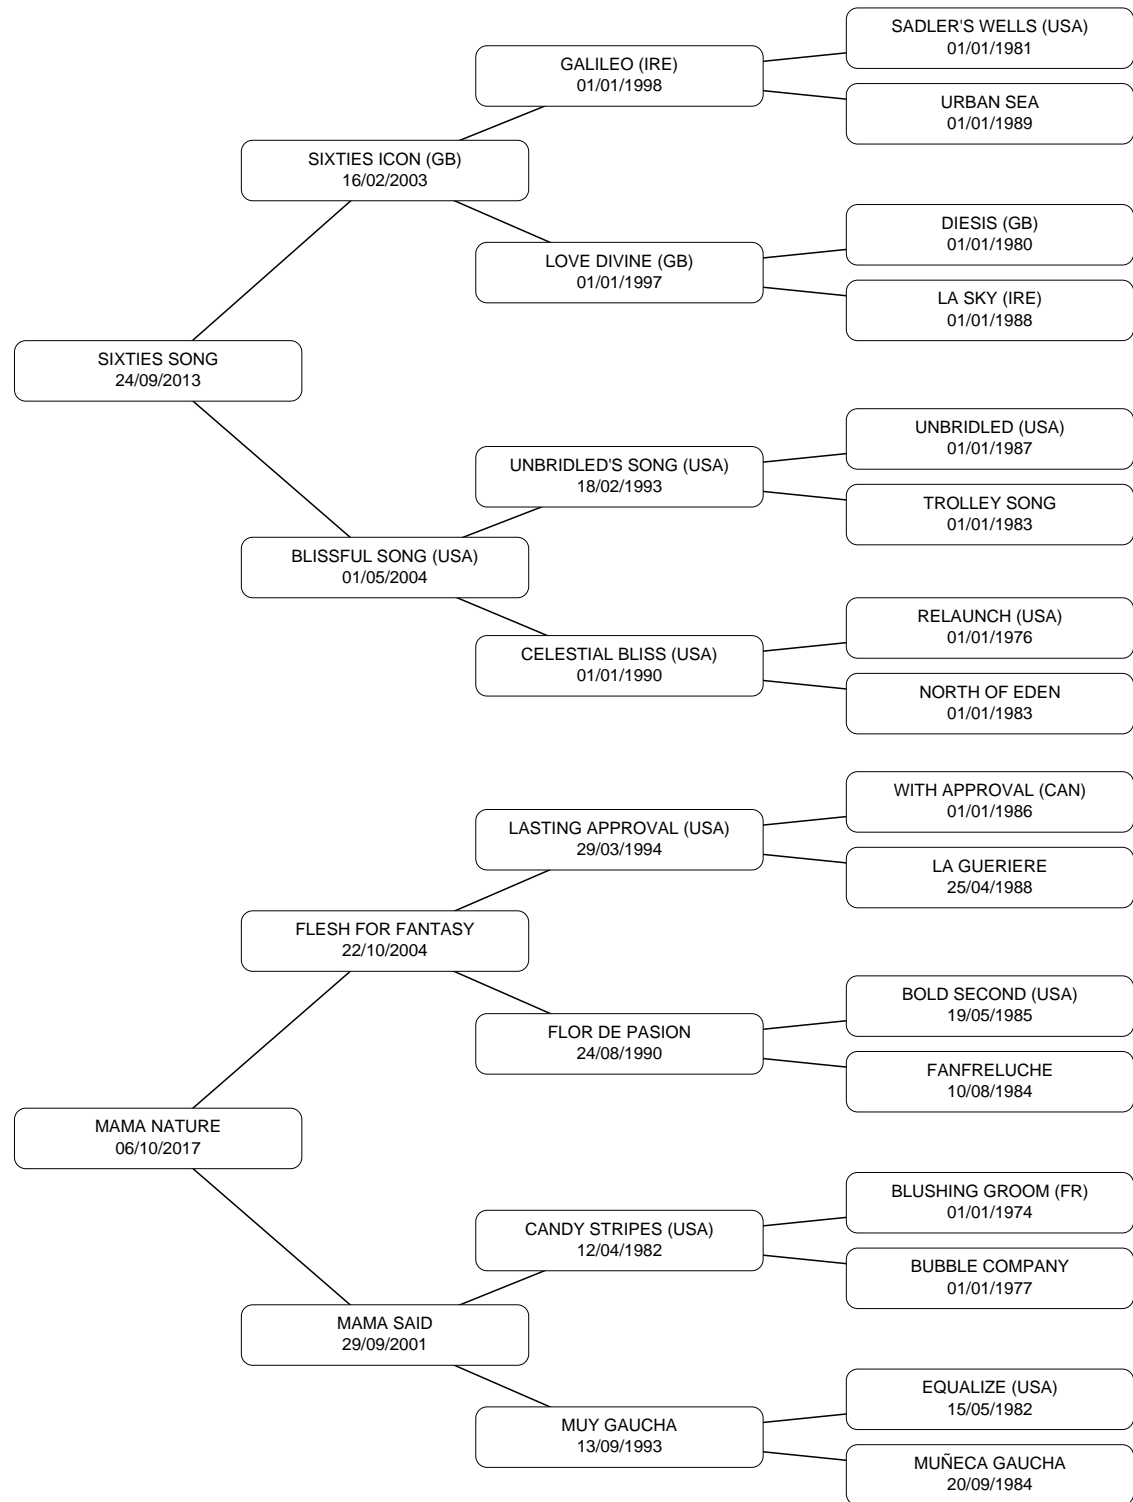 SADLER'S WELLS (USA)
01/01/1981
GALILEO (IRE)
01/01/1998
URBAN SEA
01/01/1989
SIXTIES ICON (GB)
16/02/2003
DIESIS (GB)
01/01/1980
LOVE DIVINE (GB)
01/01/1997
LA SKY (IRE)
01/01/1988
SIXTIES SONG
24/09/2013
UNBRIDLED (USA)
01/01/1987
UNBRIDLED'S SONG (USA)
18/02/1993
TROLLEY SONG
01/01/1983
BLISSFUL SONG (USA)
01/05/2004
RELAUNCH (USA)
01/01/1976
CELESTIAL BLISS (USA)
01/01/1990
NORTH OF EDEN
01/01/1983
WITH APPROVAL (CAN)
01/01/1986
LASTING APPROVAL (USA)
29/03/1994
LA GUERIERE
25/04/1988
FLESH FOR FANTASY
22/10/2004
BOLD SECOND (USA)
19/05/1985
FLOR DE PASION
24/08/1990
FANFRELUCHE
10/08/1984
MAMA NATURE
06/10/2017
BLUSHING GROOM (FR)
01/01/1974
CANDY STRIPES (USA)
12/04/1982
BUBBLE COMPANY
01/01/1977
MAMA SAID
29/09/2001
EQUALIZE (USA)
15/05/1982
MUY GAUCHA
13/09/1993
MUÑECA GAUCHA
20/09/1984